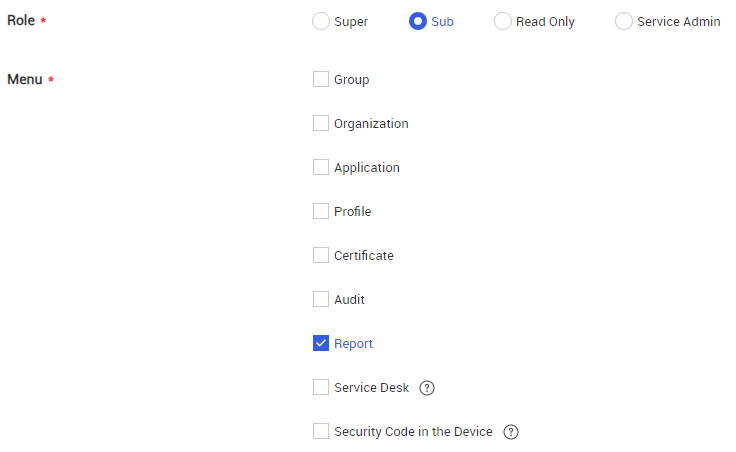 Role * Super Sub Read Only Service Admin
Menu * Group
Organization
Application
Profile
Certificate
Audit
Report
Service Desk ?
Security Code in the Device ?